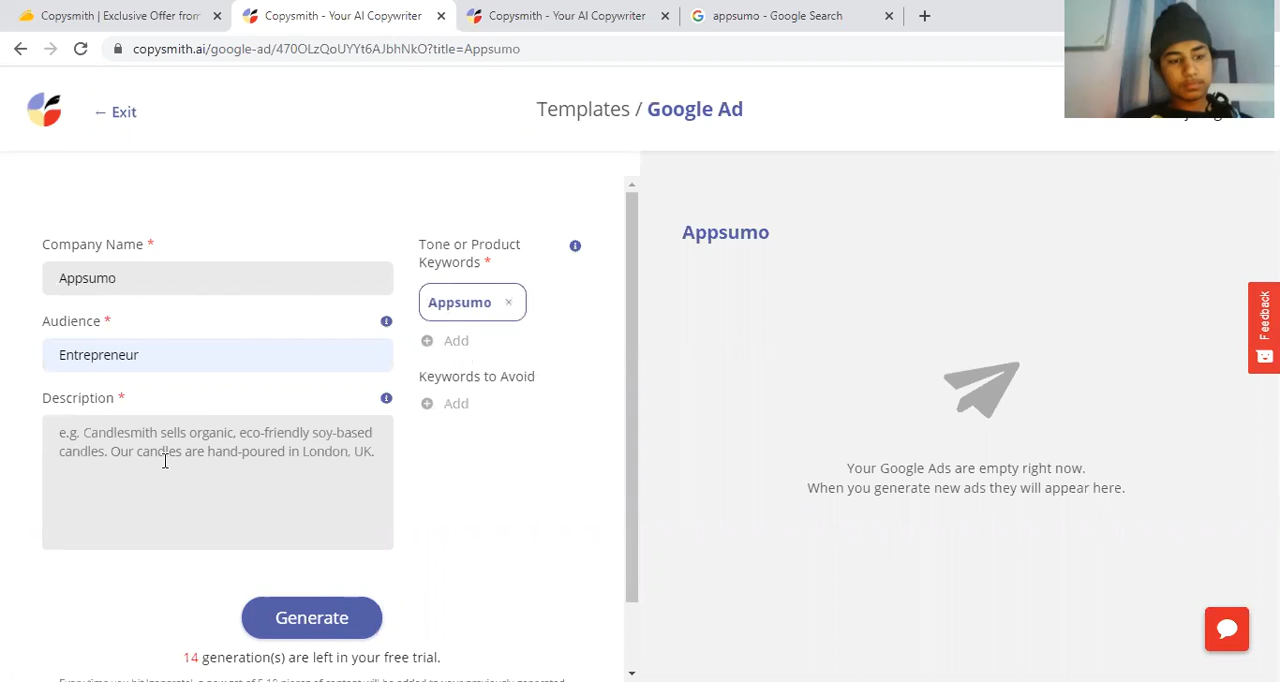 Copysmith | Exclusive Offer from
Copysmith - Your AI Copywriter
Copysmith - Your AI Copywriter
appsumo - Google Search
copysmith.ai/google-ad/470OLzQoUYYt6AJbhNkO?title=Appsumo
← Exit
Templates / Google Ad
Company Name *
Appsumo
Audience *
Entrepreneur
Description *
e.g. Candlesmith sells organic, eco-friendly soy-based
candles. Our candles are hand-poured in London, UK.
Tone or Product
Keywords *
Appsumo ×
Add
Keywords to Avoid
Add
Generate
14 generation(s) are left in your free trial.
Appsumo
Your Google Ads are empty right now.
When you generate new ads they will appear here.
Feedback